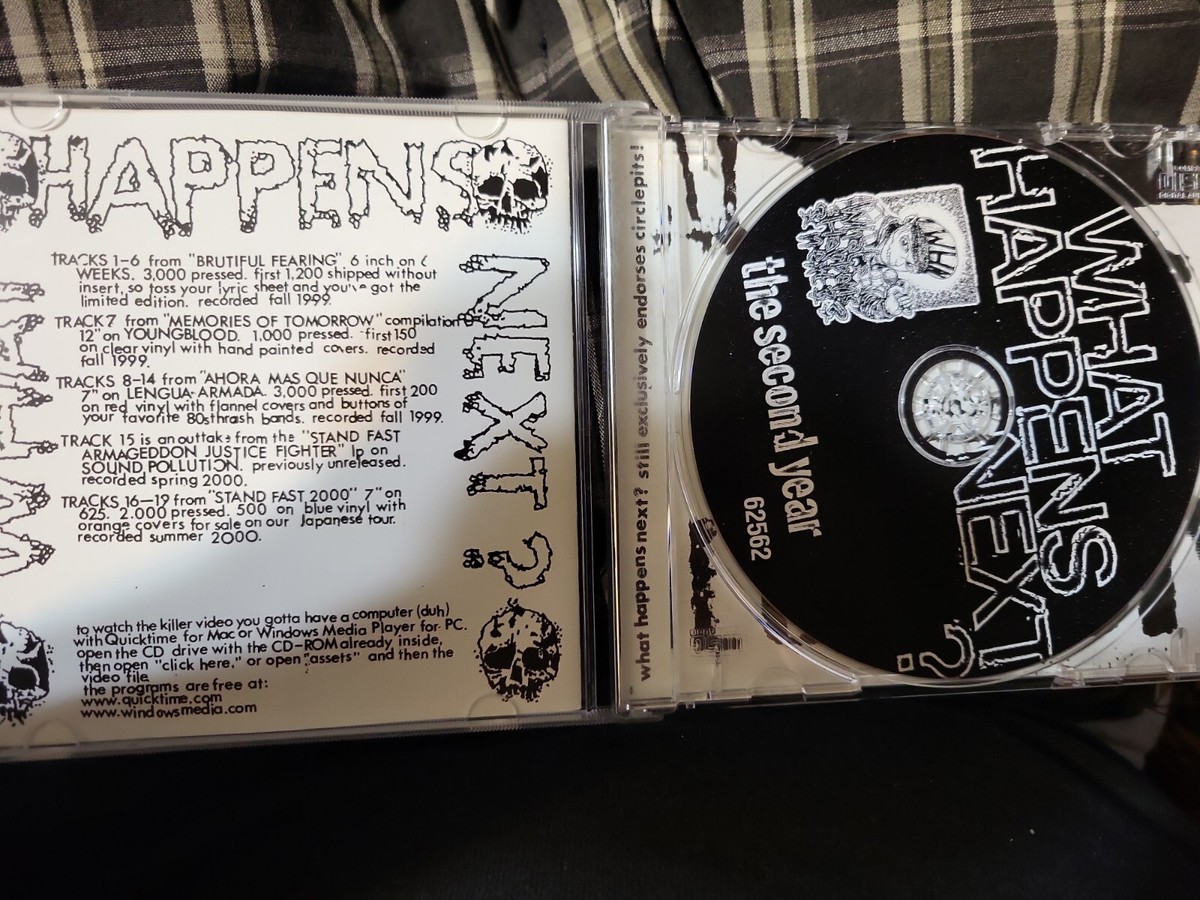 HAPPENS
NEXT?
TRACKS 1-6 from "BRUTIFUL FEARING" 6 inch on 6
WEEKS. 3,000 pressed. first 1,200 shipped without
insert, so toss your lyric sheet and you've got the
limited edition. recorded fall 1999.
TRACK 7 from "MEMORIES OF TOMORROW" compilation
12" on YOUNGBLOOD. 1,000 pressed. first 150
on clear vinyl with hand painted covers. recorded
fall 1999.
TRACKS 8-14 from "AHORA MAS QUE NUNCA"
7" on LENGUA ARMADA. 3,000 pressed. first 200
on red vinyl with flannel covers and buttons of
your favorite 80s thrash bands. recorded fall 1999.
TRACK 15 is an outtake from the "STAND FAST
ARMAGEDDON JUSTICE FIGHTER" lp on
SOUND POLLUTION. previously unreleased.
recorded spring 2000.
TRACKS 16-19 from "STAND FAST 2000" 7" on
625. 2,000 pressed. 500 on blue vinyl with
orange covers for sale on our Japanese tour.
recorded summer 2000.
to watch the killer video you gotta have a computer (duh)
with Quicktime for Mac or Windows Media Player for PC.
open the CD drive with the CD-ROM already inside,
then open "click here," or open "assets" and then the
video file
the programs are free at:
www.quicktime.com
www.windowsmedia.com
what happens next? still exclusively endorses circlepits!
WHAT
HAPPENS
NEXT?
WHN
the second year
62562